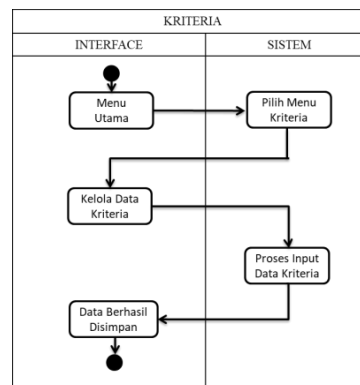 KRITERIA
INTERFACE
SISTEM
Menu
Utama
Pilih Menu
Kriteria
Kelola Data
Kriteria
Proses Input
Data Kriteria
Data Berhasil
Disimpan